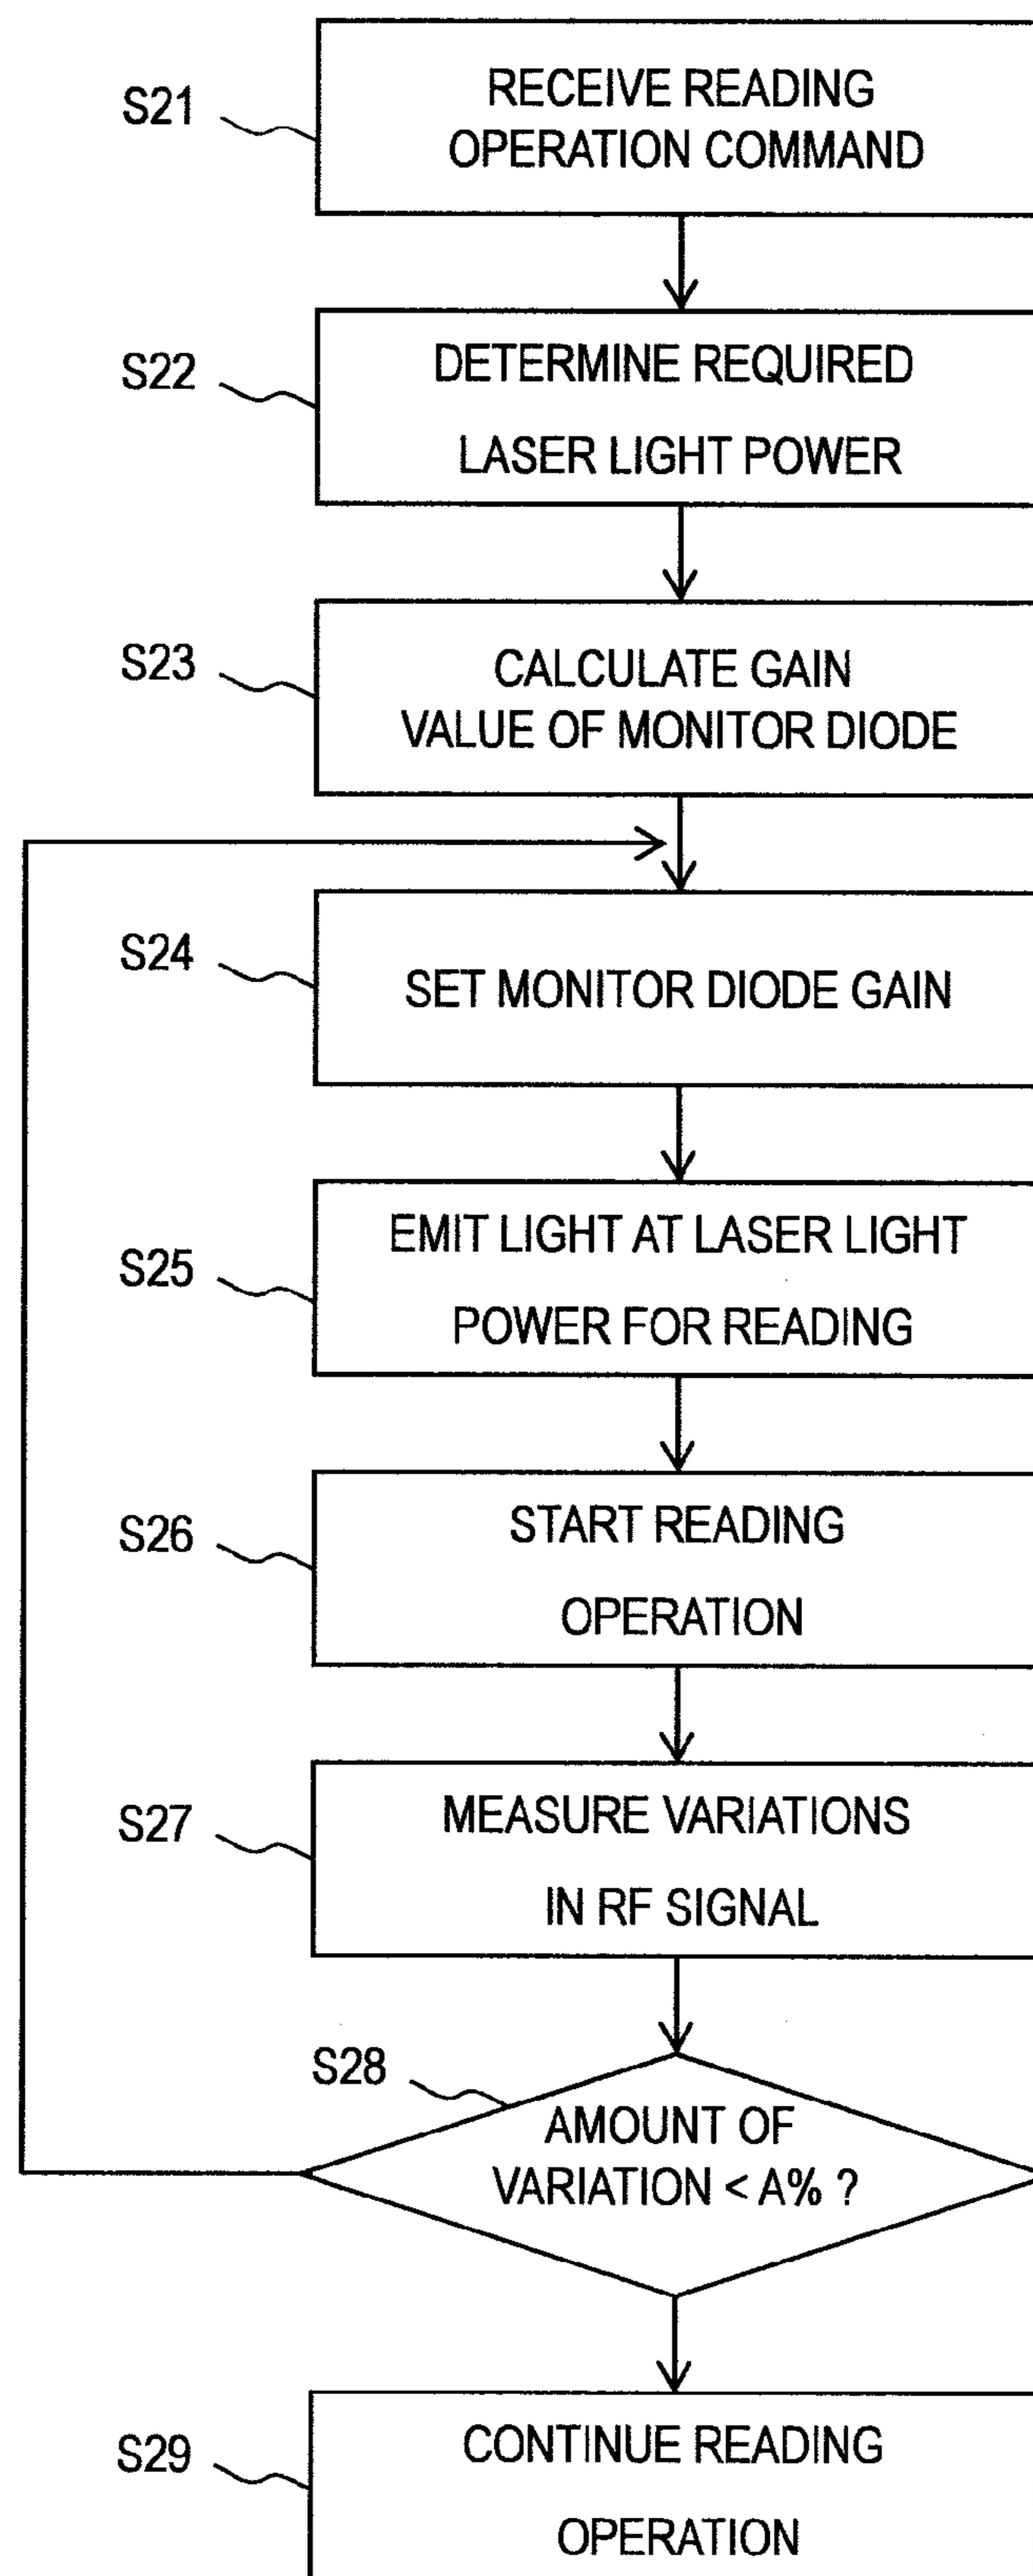 S21
RECEIVE READING
OPERATION COMMAND
S22
DETERMINE REQUIRED
LASER LIGHT POWER
S23
CALCULATE GAIN
VALUE OF MONITOR DIODE
S24
SET MONITOR DIODE GAIN
S25
EMIT LIGHT AT LASER LIGHT
POWER FOR READING
S26
START READING
OPERATION
S27
MEASURE VARIATIONS
IN RF SIGNAL
S28
AMOUNT OF
VARIATION < A% ?
S29
CONTINUE READING
OPERATION